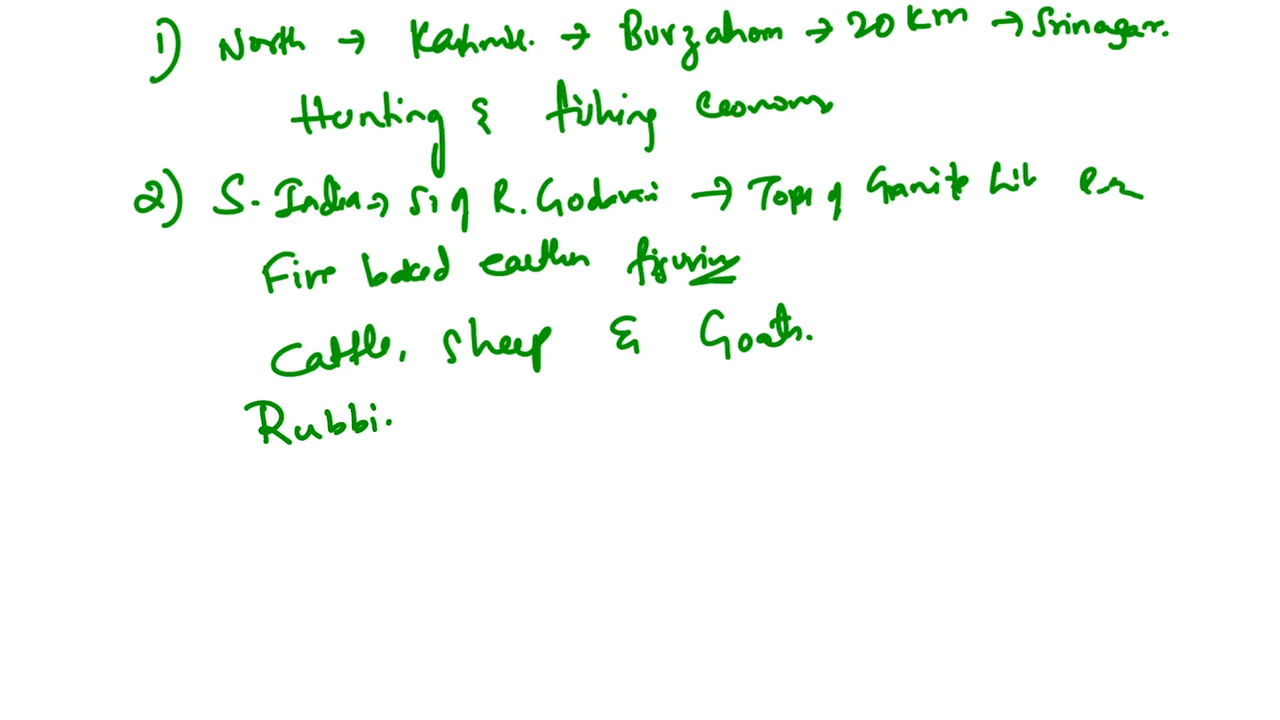 1) North → Kashmir. → Burzahom → 20 Km → Srinagar.
Hunting & fishing economy
2) S. India → S of R. Godavari → Tops of Granite hill
Fire baked earthen figurines
Cattle, sheep & Goats.
Rubbi.